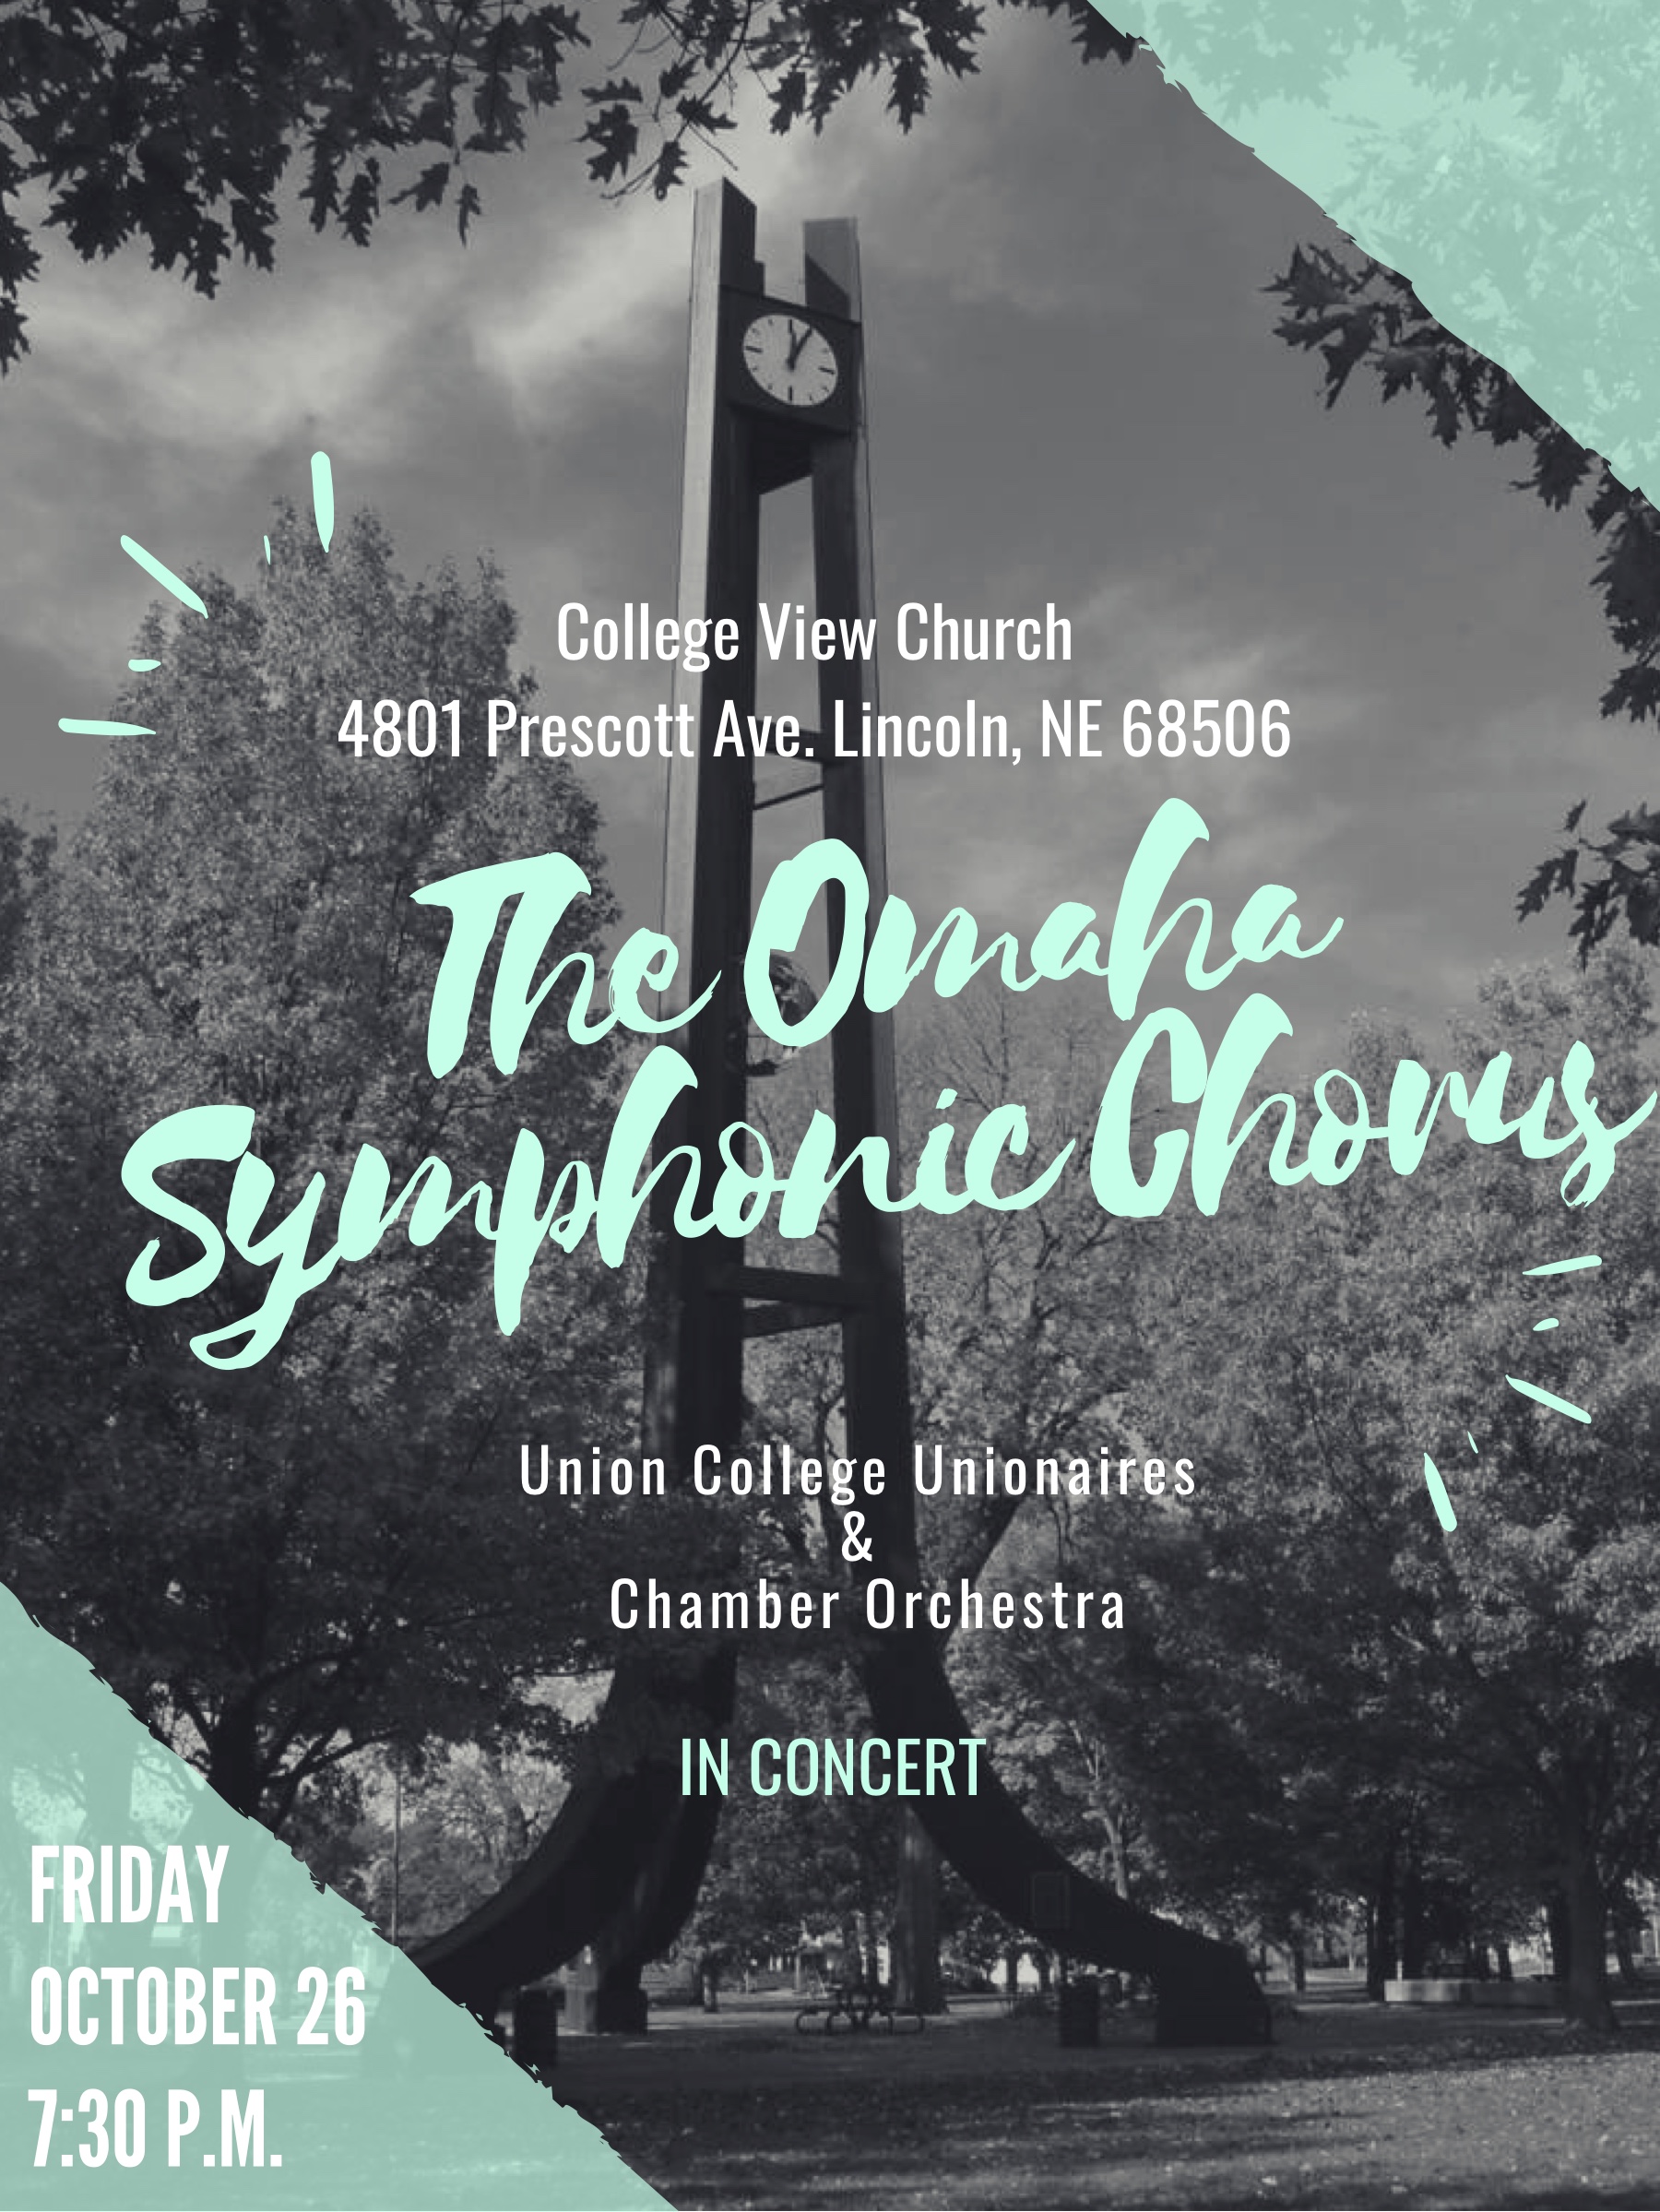 College View Church
4801 Prescott Ave. Lincoln, NE 68506
The Omaha
Symphonic Chorus
Union College Unionaires
&
Chamber Orchestra
IN CONCERT
FRIDAY
OCTOBER 26
7:30 P.M.